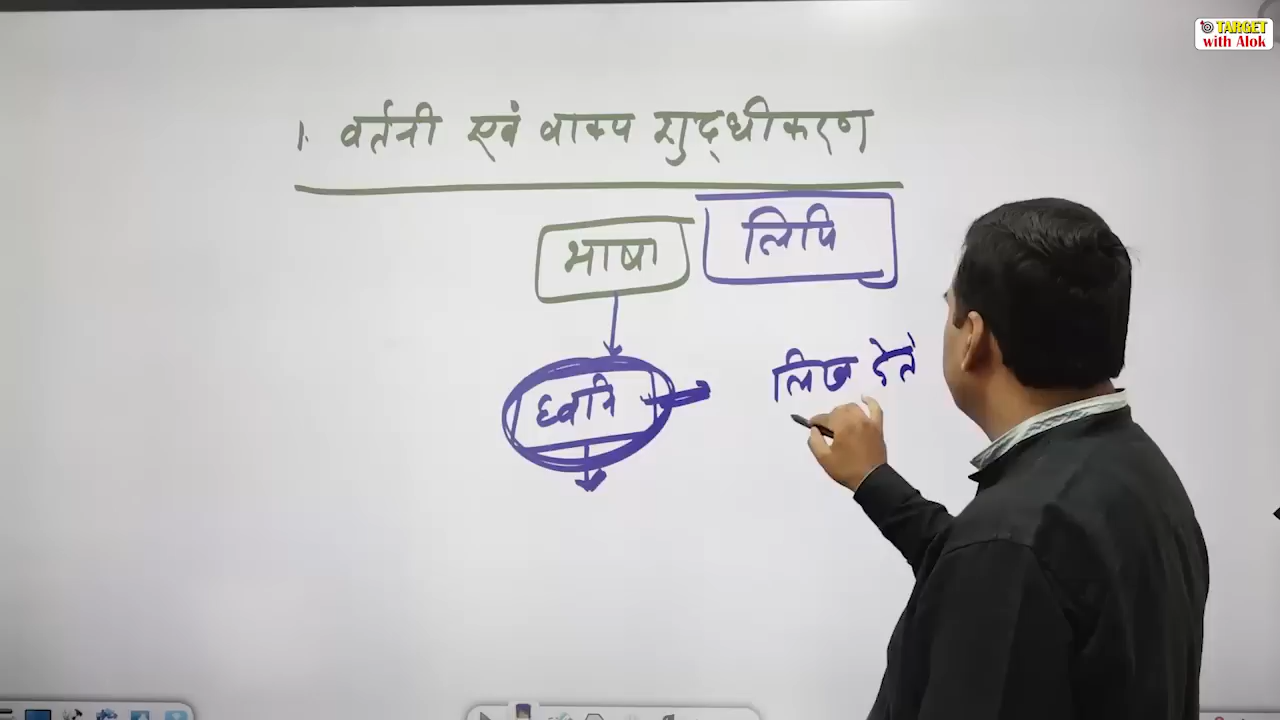 TARGET
with Alok
1. वर्तनी एवं वाक्य शुद्धीकरण
भाषा लिपि
ध्वनि लिख देते